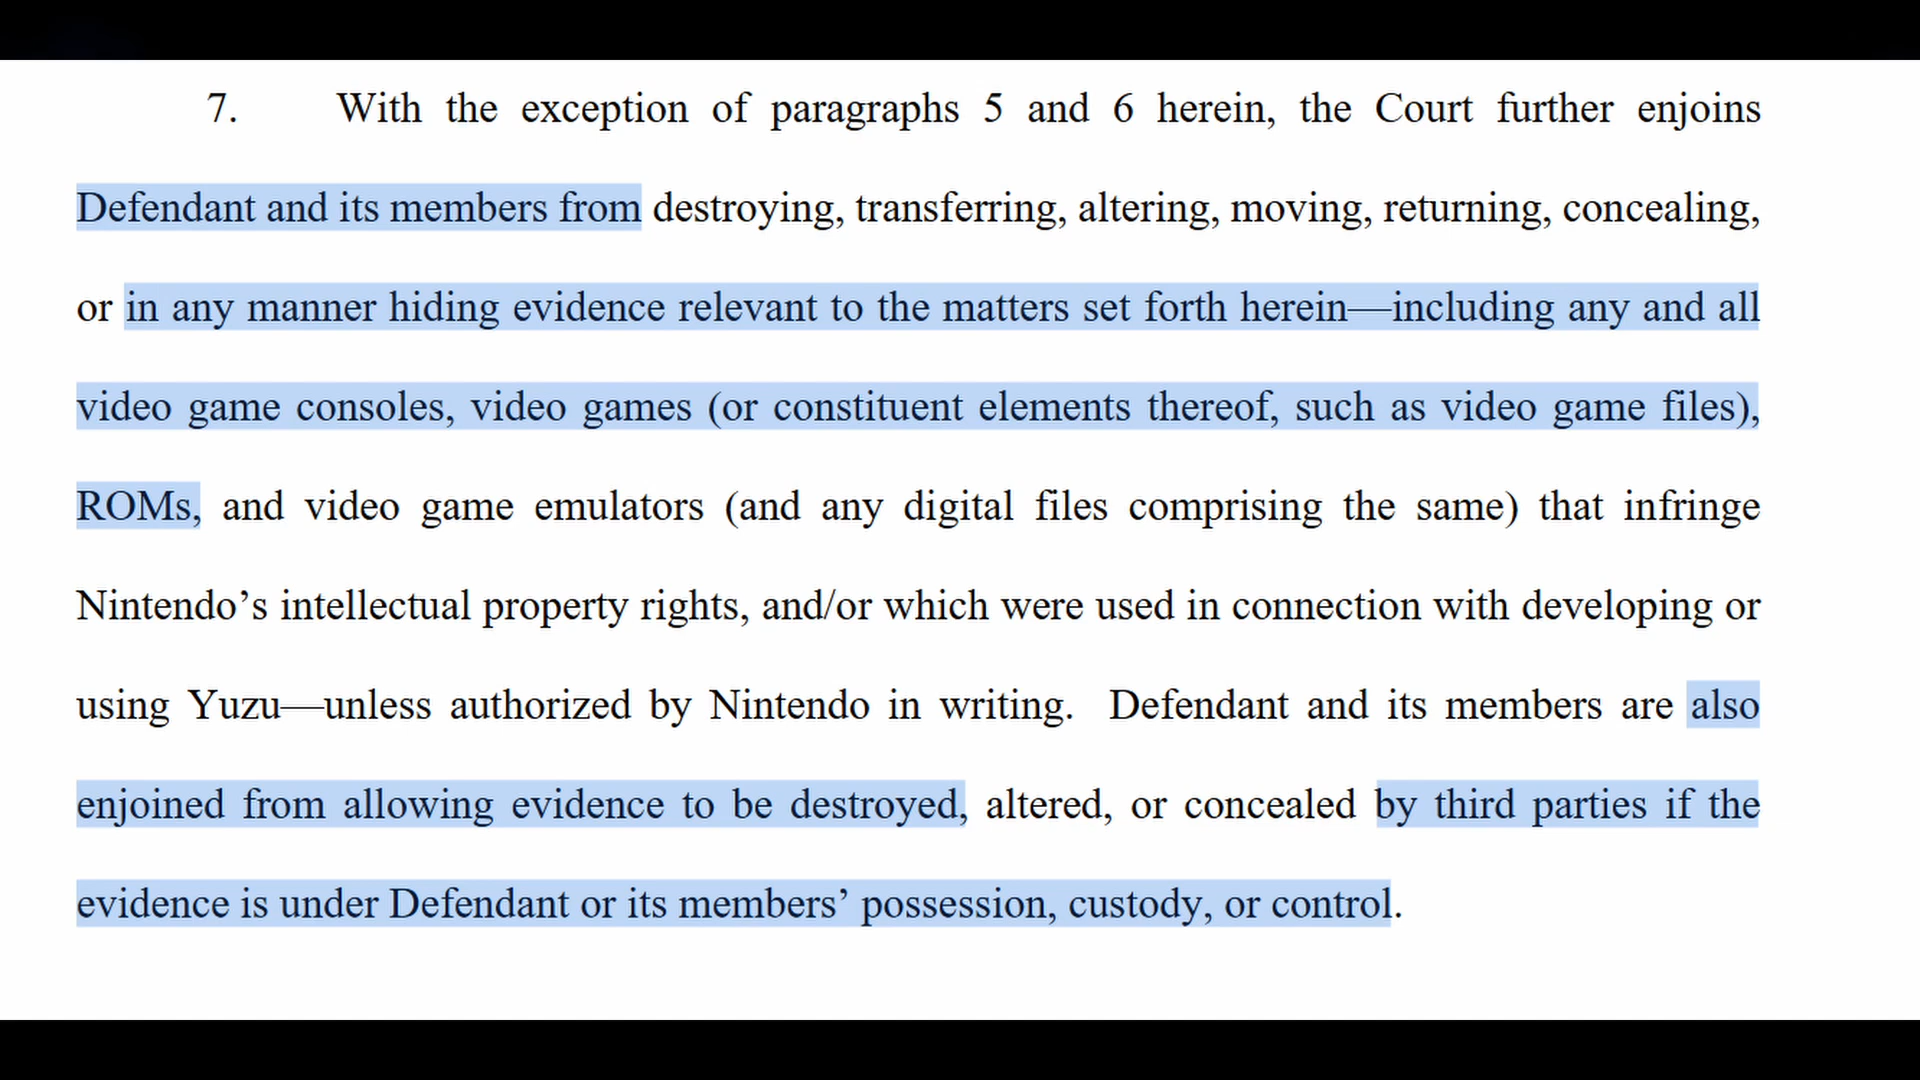 7. With the exception of paragraphs 5 and 6 herein, the Court further enjoins
Defendant and its members from destroying, transferring, altering, moving, returning, concealing,
or in any manner hiding evidence relevant to the matters set forth herein—including any and all
video game consoles, video games (or constituent elements thereof, such as video game files),
ROMs, and video game emulators (and any digital files comprising the same) that infringe
Nintendo’s intellectual property rights, and/or which were used in connection with developing or
using Yuzu—unless authorized by Nintendo in writing. Defendant and its members are also
enjoined from allowing evidence to be destroyed, altered, or concealed by third parties if the
evidence is under Defendant or its members’ possession, custody, or control.